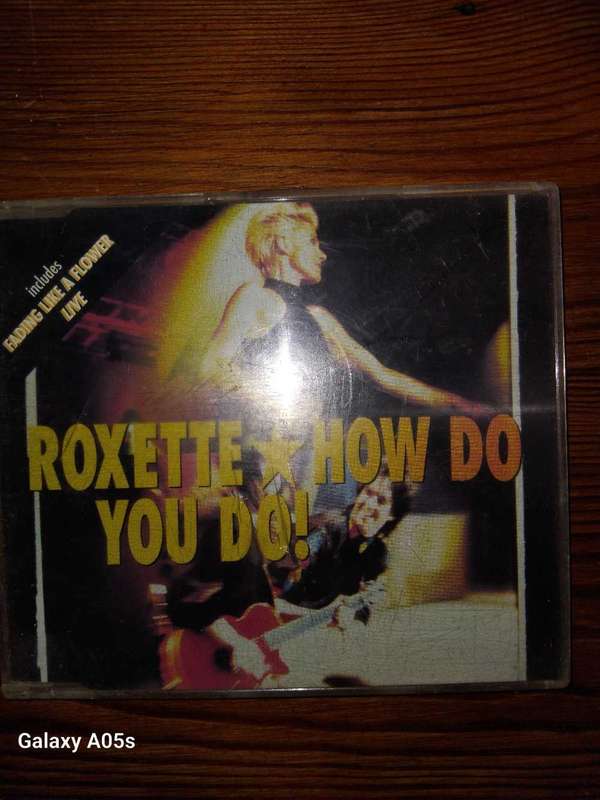 includes
FADING LIKE A FLOWER
LIVE
ROXETTE ★ HOW DO
YOU DO!
Galaxy A05s